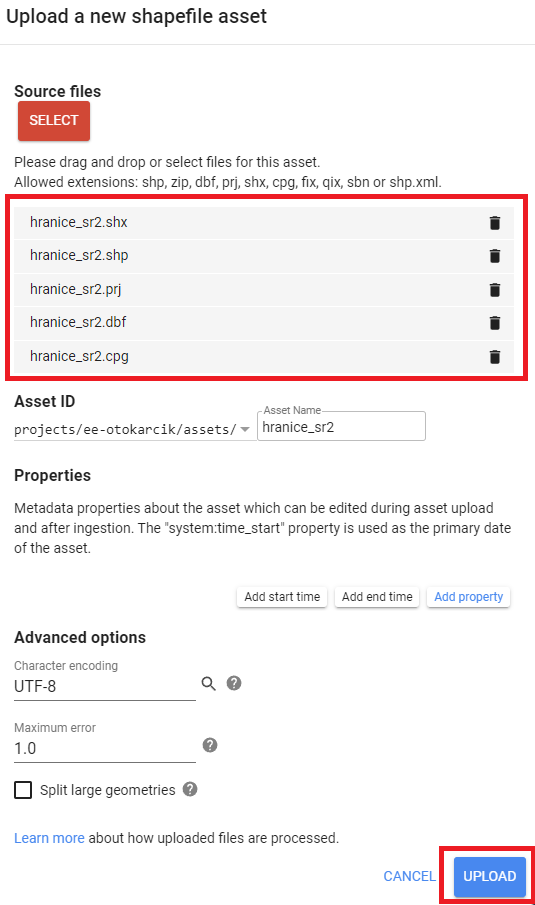 Upload a new shapefile asset
Source files
SELECT
Please drag and drop or select files for this asset.
Allowed extensions: shp, zip, dbf, prj, shx, cpg, fix, qix, sbn or shp.xml.
hranice_sr2.shx
hranice_sr2.shp
hranice_sr2.prj
hranice_sr2.dbf
hranice_sr2.cpg
Asset ID
Asset Name
projects/ee-otokarcik/assets/ hranice_sr2
Properties
Metadata properties about the asset which can be edited during asset upload
and after ingestion. The "system:time_start" property is used as the primary date
of the asset.
Add start time Add end time Add property
Advanced options
Character encoding
UTF-8
Maximum error
1.0
Split large geometries
Learn more about how uploaded files are processed.
CANCEL UPLOAD